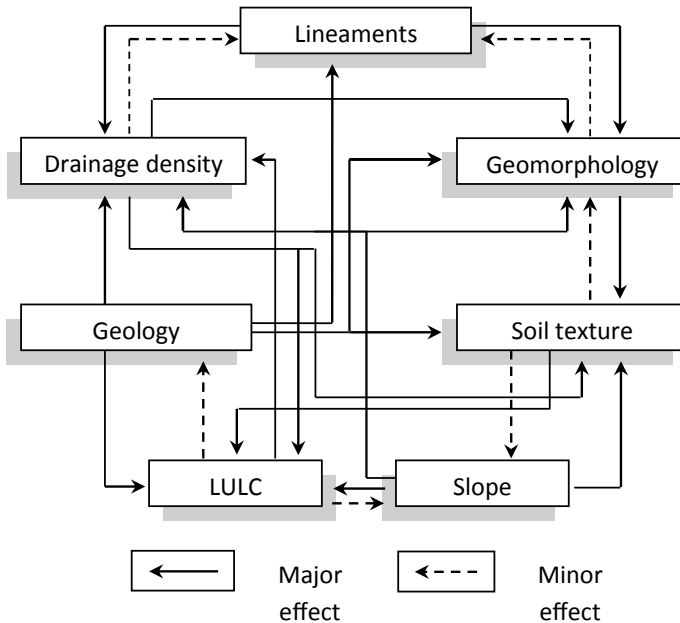 Lineaments
Drainage density
Geomorphology
Geology
Soil texture
LULC
Slope
Major
effect
Minor
effect